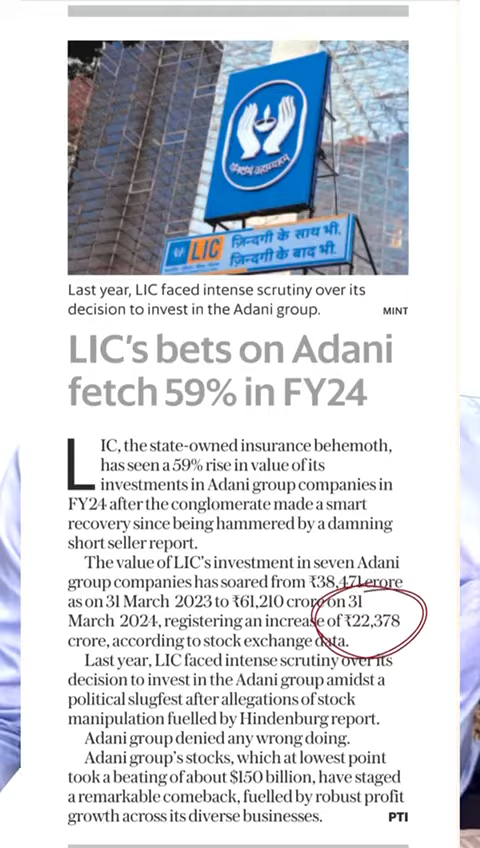 योगक्षेमं वहाम्यहम्
LIC
ज़िन्दगी के साथ भी,
ज़िन्दगी के बाद भी.
Last year, LIC faced intense scrutiny over its
decision to invest in the Adani group.
MINT
LIC's bets on Adani
fetch 59% in FY24
LIC, the state-owned insurance behemoth,
has seen a 59% rise in value of its
investments in Adani group companies in
FY24 after the conglomerate made a smart
recovery since being hammered by a damning
short seller report.
The value of LIC's investment in seven Adani
group companies has soared from ₹38,471 crore
as on 31 March 2023 to ₹61,210 crore on 31
March 2024, registering an increase of ₹22,378
crore, according to stock exchange data.
Last year, LIC faced intense scrutiny over its
decision to invest in the Adani group amidst a
political slugfest after allegations of stock
manipulation fuelled by Hindenburg report.
Adani group denied any wrong doing.
Adani group's stocks, which at lowest point
took a beating of about $150 billion, have staged
a remarkable comeback, fuelled by robust profit
growth across its diverse businesses.
PTI